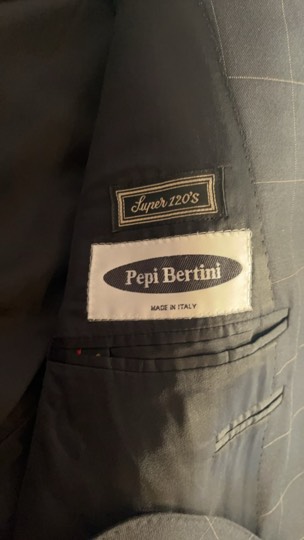 Super 120's
Pepi Bertini
MADE IN ITALY